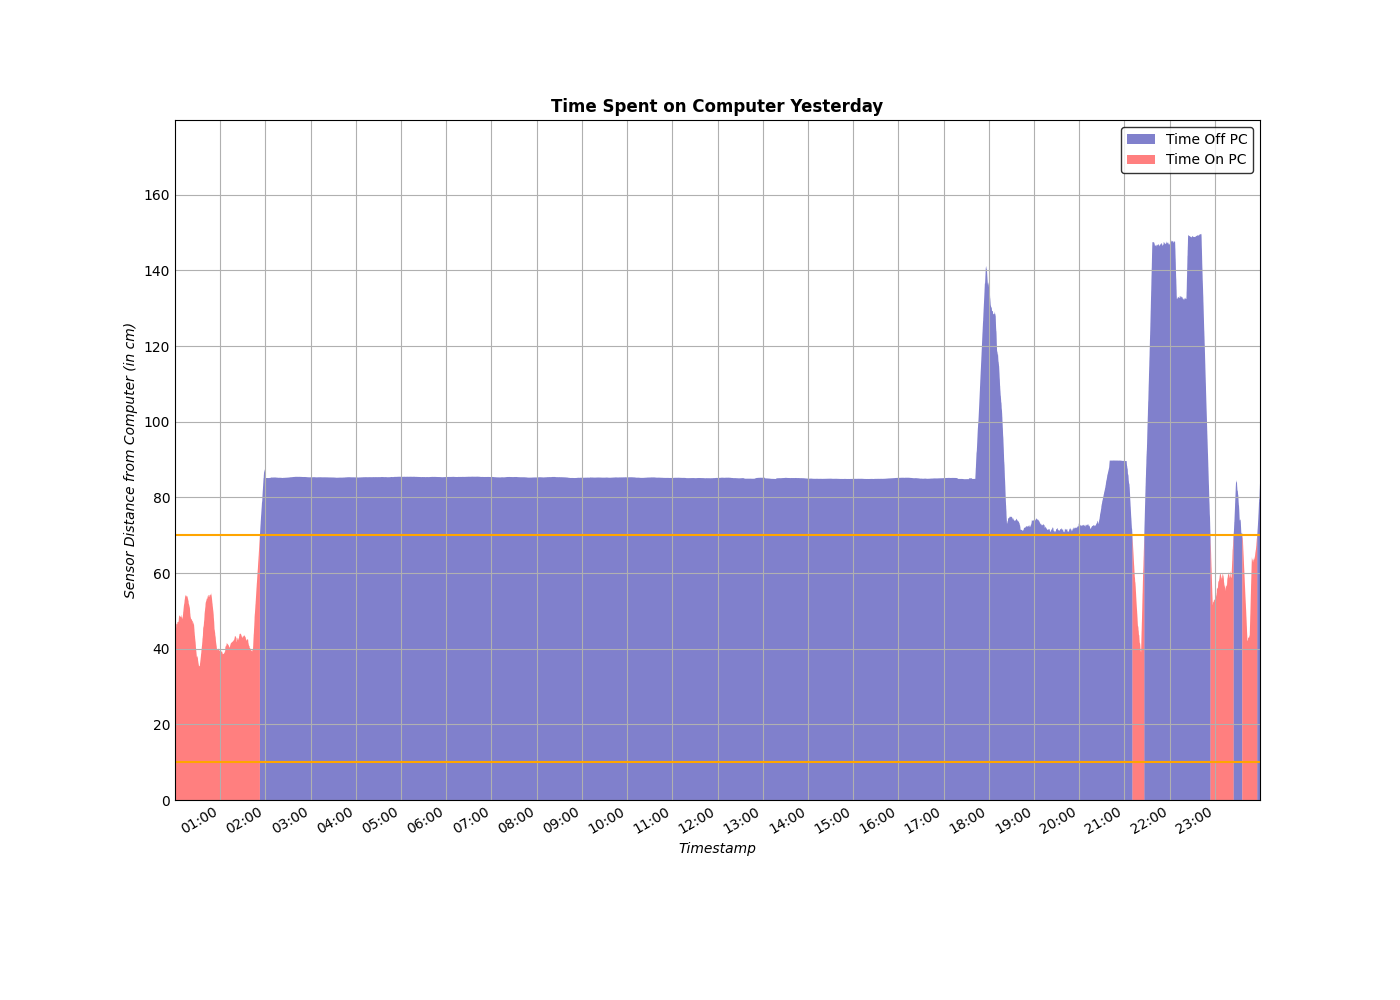 Time Spent on Computer Yesterday
Time Off PC
Time On PC
160
140
120
100
80
60
40
20
0
Sensor Distance from Computer (in cm)
01:00 02:00 03:00 04:00 05:00 06:00 07:00 08:00 09:00 10:00 11:00 12:00 13:00 14:00 15:00 16:00 17:00 18:00 19:00 20:00 21:00 22:00 23:00
Timestamp